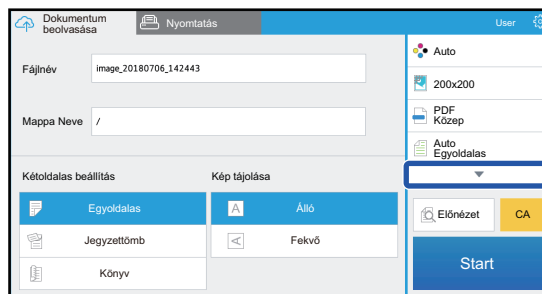 Dokumentum
beolvasása
Nyomtatás
User
Fájlnév
image_20180706_142443
Mappa Neve
/
Kétoldalas beállítás
Kép tájolása
Egyoldalas
Jegyzettömb
Könyv
A
Álló
A
Fekvő
Auto
200x200
PDF
Közep
Auto
Egyoldalas
Előnézet
CA
Start